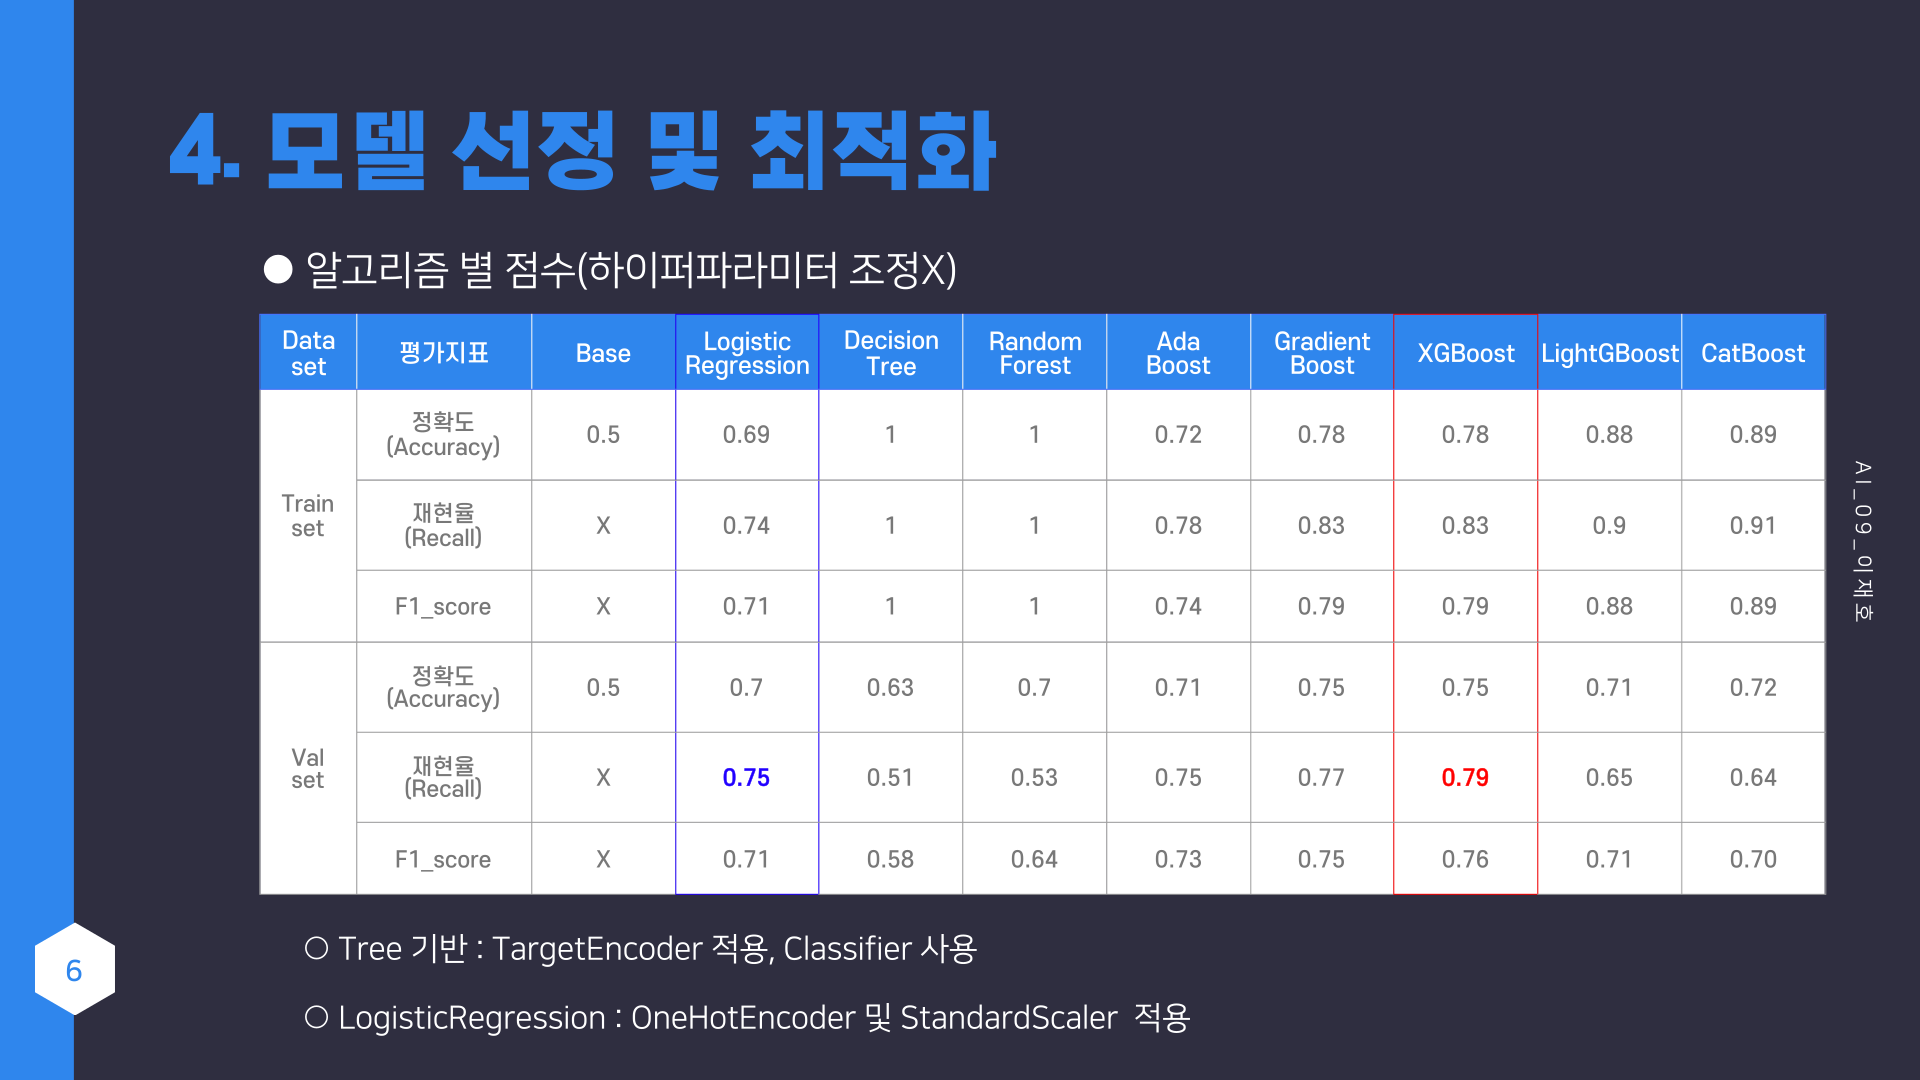 4. 모델 선정 및 최적화
● 알고리즘 별 점수(하이퍼파라미터 조정X)
Data set 평가지표 Base Logistic Regression Decision Tree Random Forest Ada Boost Gradient Boost XGBoost LightGBoost CatBoost
Train set
정확도 (Accuracy) 0.5 0.69 1 1 0.72 0.78 0.78 0.88 0.89
재현율 (Recall) X 0.74 1 1 0.78 0.83 0.83 0.9 0.91
F1_score X 0.71 1 1 0.74 0.79 0.79 0.88 0.89
Val set
정확도 (Accuracy) 0.5 0.7 0.63 0.7 0.71 0.75 0.75 0.71 0.72
재현율 (Recall) X 0.75 0.51 0.53 0.75 0.77 0.79 0.65 0.64
F1_score X 0.71 0.58 0.64 0.73 0.75 0.76 0.71 0.70
○ Tree 기반 : TargetEncoder 적용, Classifier 사용
○ LogisticRegression : OneHotEncoder 및 StandardScaler 적용
6
AI_09_이재호